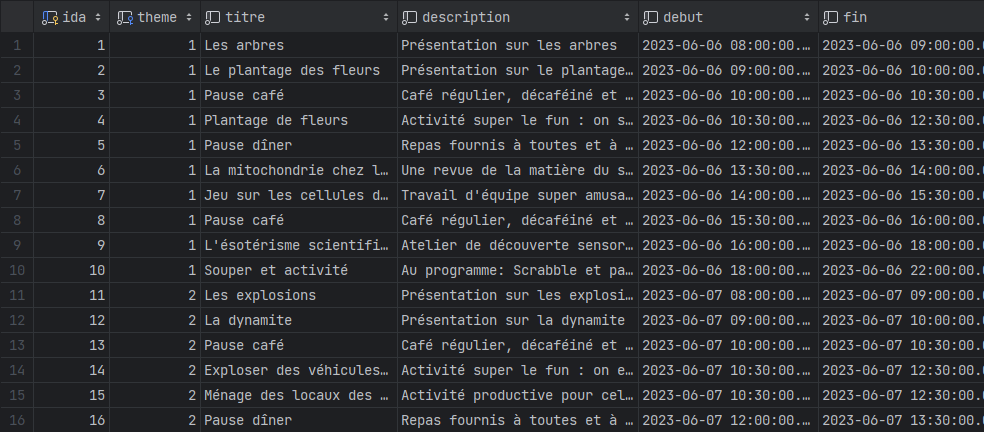 ida theme titre description debut fin
1 1 1 Les arbres Présentation sur les arbres 2023-06-06 08:00:00.… 2023-06-06 09:00:00.
2 2 1 Le plantage des fleurs Présentation sur le plantage… 2023-06-06 09:00:00.… 2023-06-06 10:00:00.
3 3 1 Pause café Café régulier, décaféiné et … 2023-06-06 10:00:00.… 2023-06-06 10:30:00.
4 4 1 Plantage de fleurs Activité super le fun : on s… 2023-06-06 10:30:00.… 2023-06-06 12:30:00.
5 5 1 Pause dîner Repas fournis à toutes et à … 2023-06-06 12:00:00.… 2023-06-06 13:30:00.
6 6 1 La mitochondrie chez l… Une revue de la matière du s… 2023-06-06 13:30:00.… 2023-06-06 14:00:00.
7 7 1 Jeu sur les cellules d… Travail d'équipe super amusa… 2023-06-06 14:00:00.… 2023-06-06 15:30:00.
8 8 1 Pause café Café régulier, décaféiné et … 2023-06-06 15:30:00.… 2023-06-06 16:00:00.
9 9 1 L'ésotérisme scientifi… Atelier de découverte sensor… 2023-06-06 16:00:00.… 2023-06-06 18:00:00.
10 10 1 Souper et activité Au programme: Scrabble et pa… 2023-06-06 18:00:00.… 2023-06-06 22:00:00.
11 11 2 Les explosions Présentation sur les explosi… 2023-06-07 08:00:00.… 2023-06-07 09:00:00.
12 12 2 La dynamite Présentation sur la dynamite 2023-06-07 09:00:00.… 2023-06-07 10:00:00.
13 13 2 Pause café Café régulier, décaféiné et … 2023-06-07 10:00:00.… 2023-06-07 10:30:00.
14 14 2 Exploser des véhicules… Activité super le fun : on e… 2023-06-07 10:30:00.… 2023-06-07 12:30:00.
15 15 2 Ménage des locaux des … Activité productive pour cel… 2023-06-07 10:30:00.… 2023-06-07 12:30:00.
16 16 2 Pause dîner Repas fournis à toutes et à … 2023-06-07 12:00:00.… 2023-06-07 13:30:00.